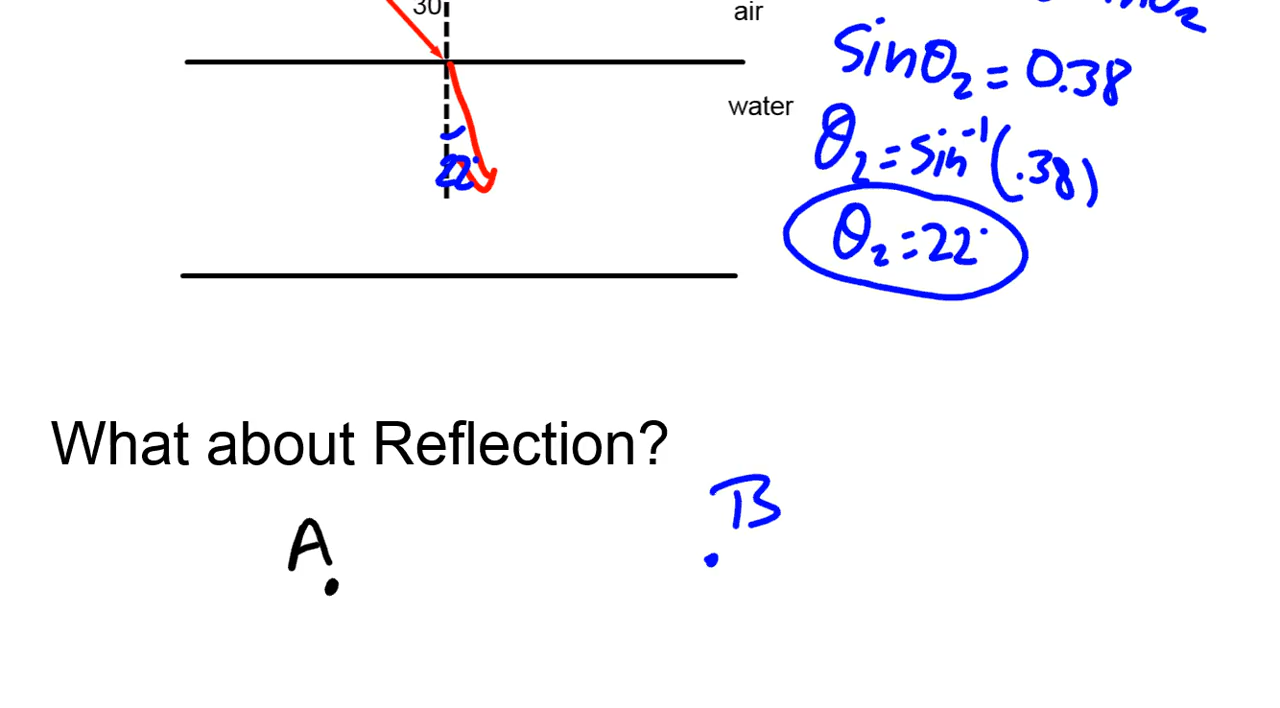 30
air
sinθ₂ = 0.38
water
θ₂ = sin⁻¹(.38)
22°
θ₂ = 22°
What about Reflection?
A
B